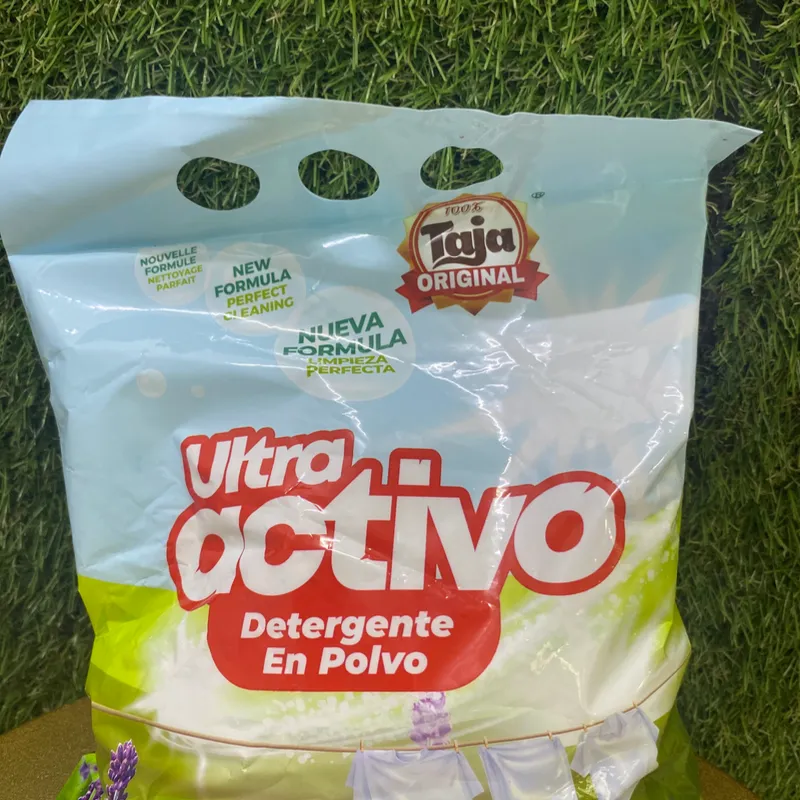 100%
Taja
ORIGINAL
NOUVELLE
FORMULE
NETTOYAGE
PARFAIT
NEW
FORMULA
PERFECT
CLEANING
NUEVA
FORMULA
LIMPIEZA
PERFECTA
Ultra
activo
Detergente
En Polvo